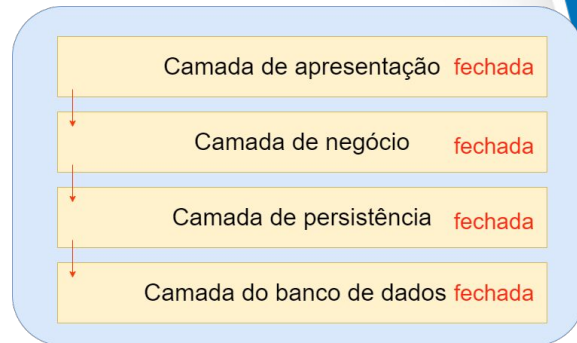 Camada de apresentação fechada
Camada de negócio fechada
Camada de persistência fechada
Camada do banco de dados fechada